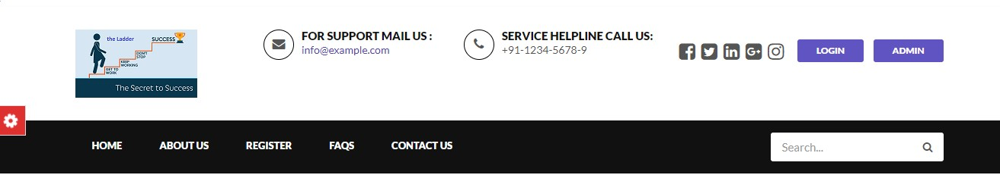 the Ladder
SUCCESS
DON'T
STOP
KEEP
WORKING
GET TO
WORK
The Secret to Success
FOR SUPPORT MAIL US :
info@example.com
SERVICE HELPLINE CALL US:
+91-1234-5678-9
LOGIN
ADMIN
HOME
ABOUT US
REGISTER
FAQS
CONTACT US
Search...